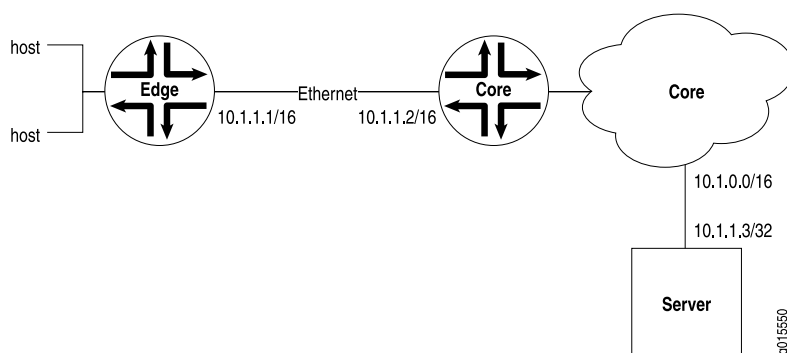 host
host
Edge
10.1.1.1/16
Ethernet
10.1.1.2/16
Core
Core
10.1.0.0/16
10.1.1.3/32
Server
g015550